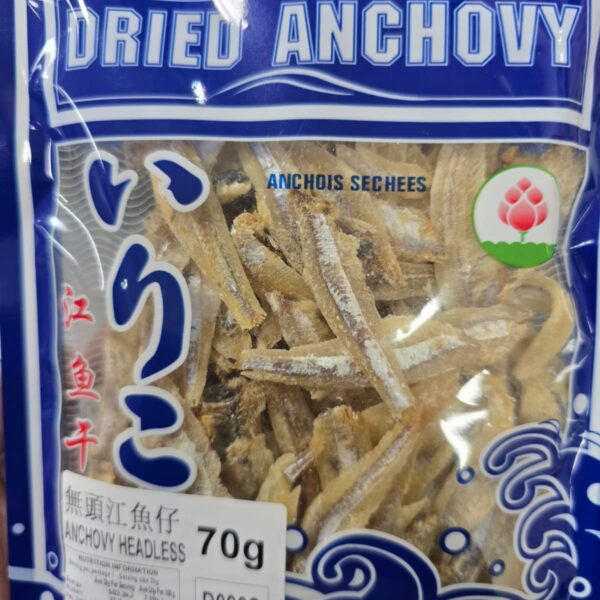 DRIED ANCHOVY
ANCHOIS SECHEES
いりこ
江鱼干
無頭江魚仔
ANCHOVY HEADLESS
70g
NUTRITION INFORMATION